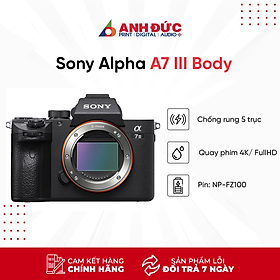 ANH ĐỨC
PRINT | DIGITAL | AUDIO
Sony Alpha A7 III Body
SONY
α
7 III
Chống rung 5 trục
Quay phim 4K/ FullHD
Pin: NP-FZ100
CAM KẾT HÀNG
CHÍNH HÃNG
SẢN PHẨM LỖI
ĐỔI TRẢ 7 NGÀY